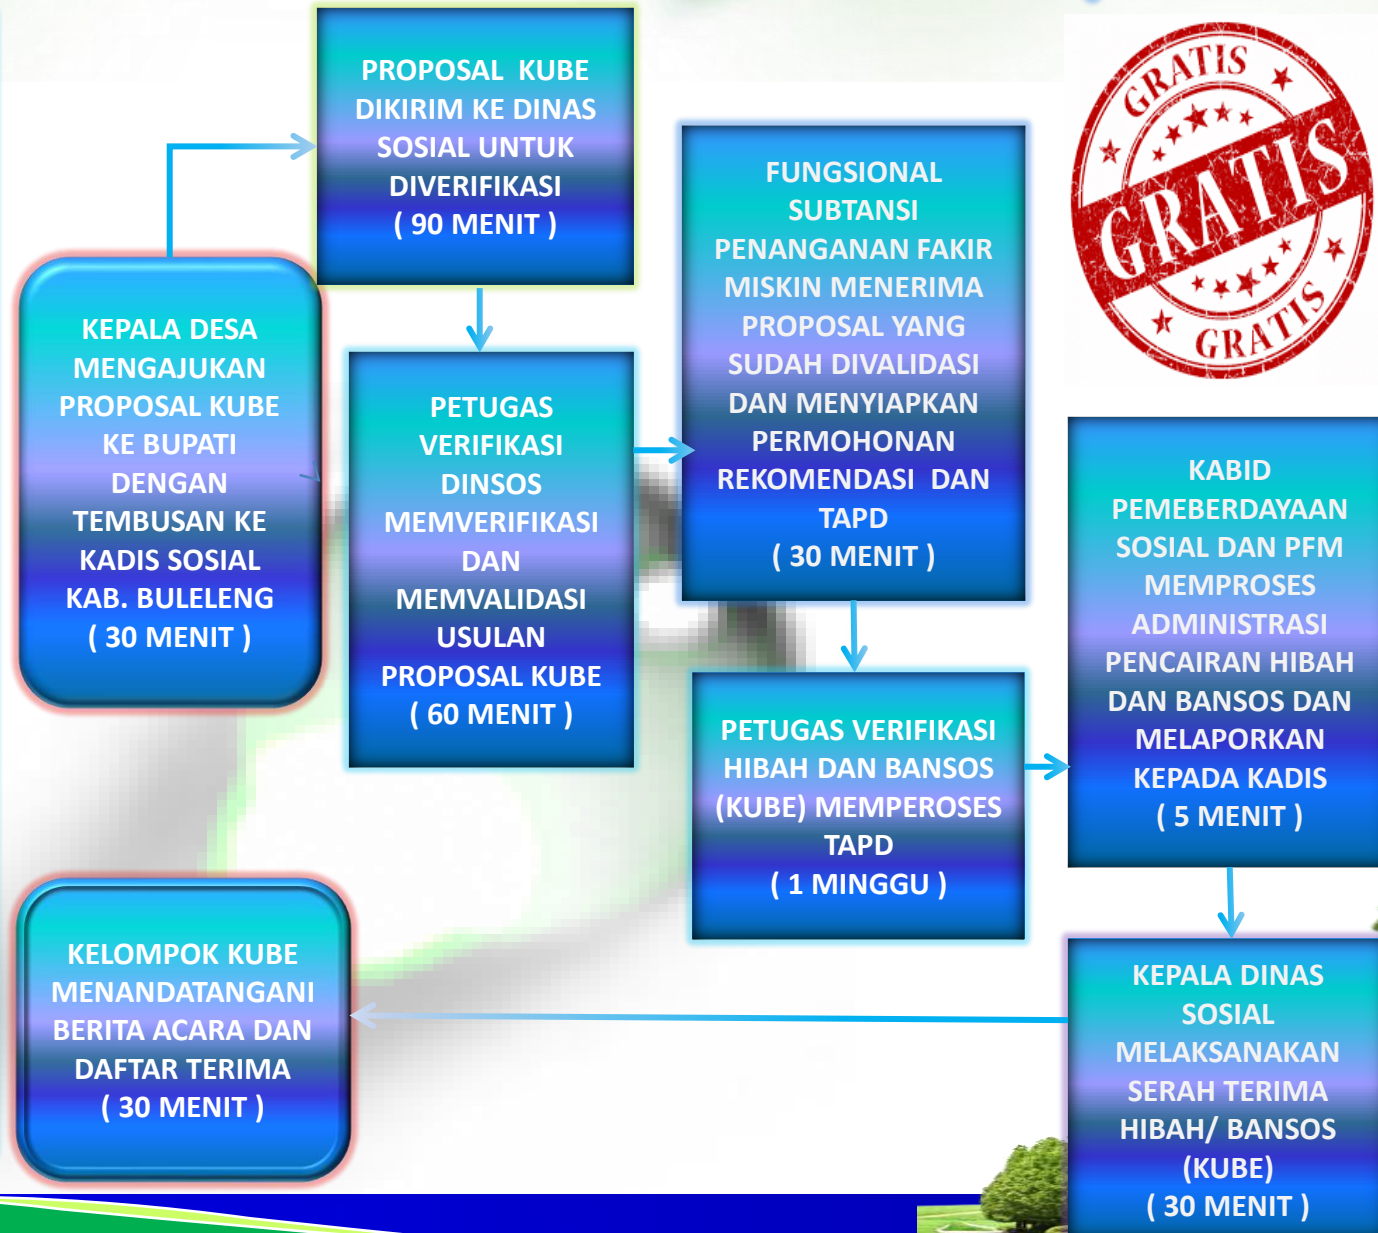 PROPOSAL KUBE
DIKIRIM KE DINAS
SOSIAL UNTUK
DIVERIFIKASI
( 90 MENIT )
GRATIS
GRATIS
GRATIS
KEPALA DESA
MENGAJUKAN
PROPOSAL KUBE
KE BUPATI
DENGAN
TEMBUSAN KE
KADIS SOSIAL
KAB. BULELENG
( 30 MENIT )
PETUGAS
VERIFIKASI
DINSOS
MEMVERIFIKASI
DAN
MEMVALIDASI
USULAN
PROPOSAL KUBE
( 60 MENIT )
FUNGSIONAL
SUBTANSI
PENANGANAN FAKIR
MISKIN MENERIMA
PROPOSAL YANG
SUDAH DIVALIDASI
DAN MENYIAPKAN
PERMOHONAN
REKOMENDASI DAN
TAPD
( 30 MENIT )
PETUGAS VERIFIKASI
HIBAH DAN BANSOS
(KUBE) MEMPEROSES
TAPD
( 1 MINGGU )
KABID
PEMEBERDAYAAN
SOSIAL DAN PFM
MEMPROSES
ADMINISTRASI
PENCAIRAN HIBAH
DAN BANSOS DAN
MELAPORKAN
KEPADA KADIS
( 5 MENIT )
KEPALA DINAS
SOSIAL
MELAKSANAKAN
SERAH TERIMA
HIBAH/ BANSOS
(KUBE)
( 30 MENIT )
KELOMPOK KUBE
MENANDATANGANI
BERITA ACARA DAN
DAFTAR TERIMA
( 30 MENIT )